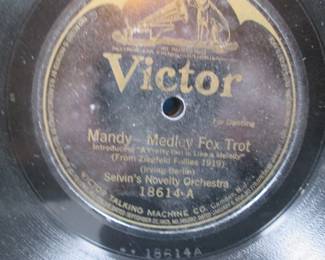 Victor
For Dancing
Mandy—Medley Fox Trot
Introducing "A Pretty Girl is Like a Melody"
(From Ziegfeld Follies 1919)
(Irving Berlin)
Selvin's Novelty Orchestra
18614-A
VICTOR TALKING MACHINE CO. Camden, N.J.
18614A